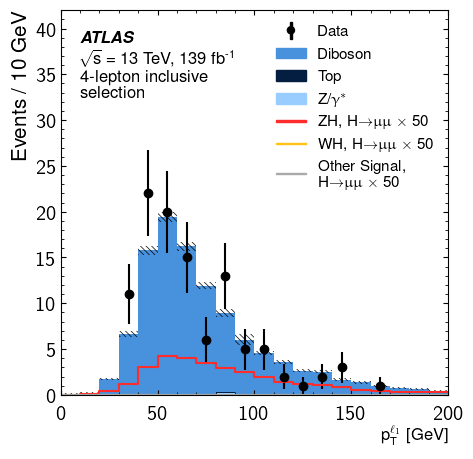 ATLAS
√s = 13 TeV, 139 fb⁻¹
4-lepton inclusive
selection
Data
Diboson
Top
Z/γ*
ZH, H→μμ × 50
WH, H→μμ × 50
Other Signal,
H→μμ × 50
Events / 10 GeV
40
35
30
25
20
15
10
5
0
0 50 100 150 200
p_T^ℓ₁ [GeV]